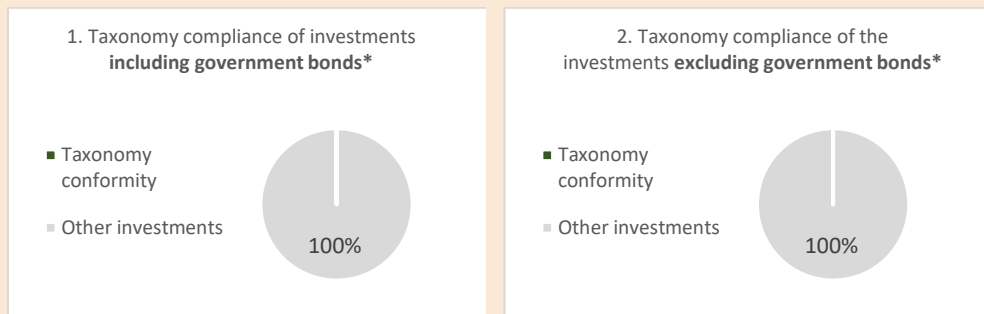 1. Taxonomy compliance of investments
including government bonds*
Taxonomy
conformity
Other investments
100%
2. Taxonomy compliance of the
investments excluding government bonds*
Taxonomy
conformity
Other investments
100%